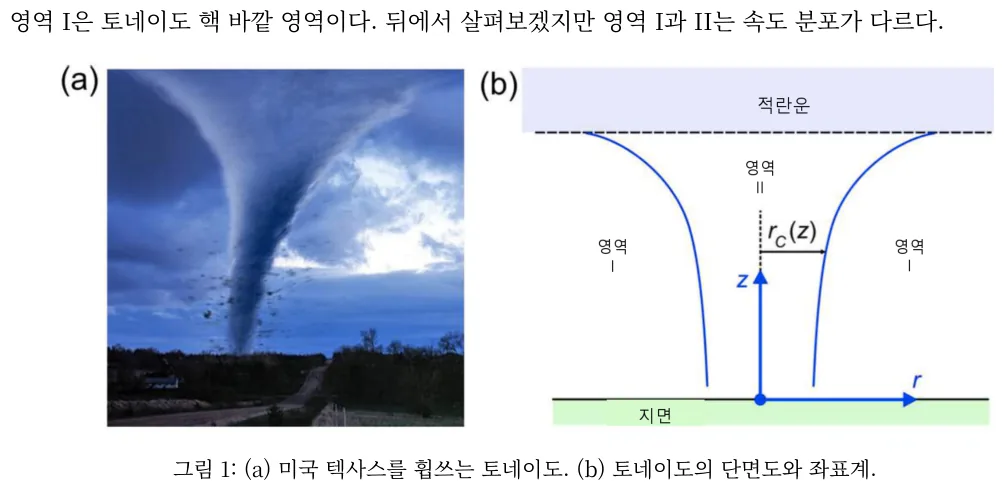 영역 I은 토네이도 핵 바깥 영역이다. 뒤에서 살펴보겠지만 영역 I과 II는 속도 분포가 다르다.
(a)
(b)
적란운
영역
II
r_C(z)
영역
I
영역
I
z
r
지면
그림 1: (a) 미국 텍사스를 휩쓰는 토네이도. (b) 토네이도의 단면도와 좌표계.